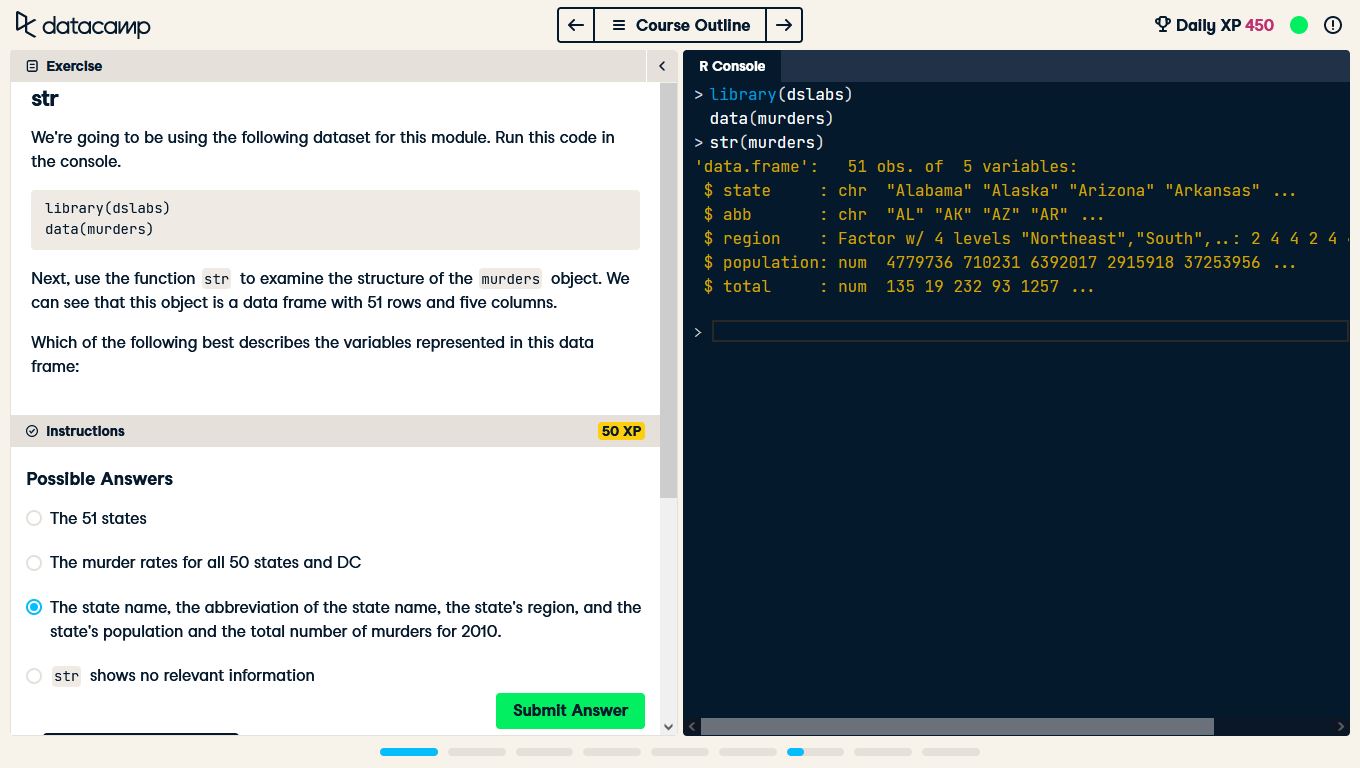 datacamp
Course Outline
Daily XP 450
Exercise
str
We're going to be using the following dataset for this module. Run this code in
the console.
library(dslabs)
data(murders)
Next, use the function str to examine the structure of the murders object. We
can see that this object is a data frame with 51 rows and five columns.
Which of the following best describes the variables represented in this data
frame:
Instructions
50 XP
Possible Answers
The 51 states
The murder rates for all 50 states and DC
The state name, the abbreviation of the state name, the state's region, and the
state's population and the total number of murders for 2010.
str shows no relevant information
Submit Answer
R Console
> library(dslabs)
data(murders)
> str(murders)
'data.frame':   51 obs. of  5 variables:
 $ state     : chr  "Alabama" "Alaska" "Arizona" "Arkansas" ...
 $ abb       : chr  "AL" "AK" "AZ" "AR" ...
 $ region    : Factor w/ 4 levels "Northeast","South",..: 2 4 4 2 4
 $ population: num  4779736 710231 6392017 2915918 37253956 ...
 $ total     : num  135 19 232 93 1257 ...
>